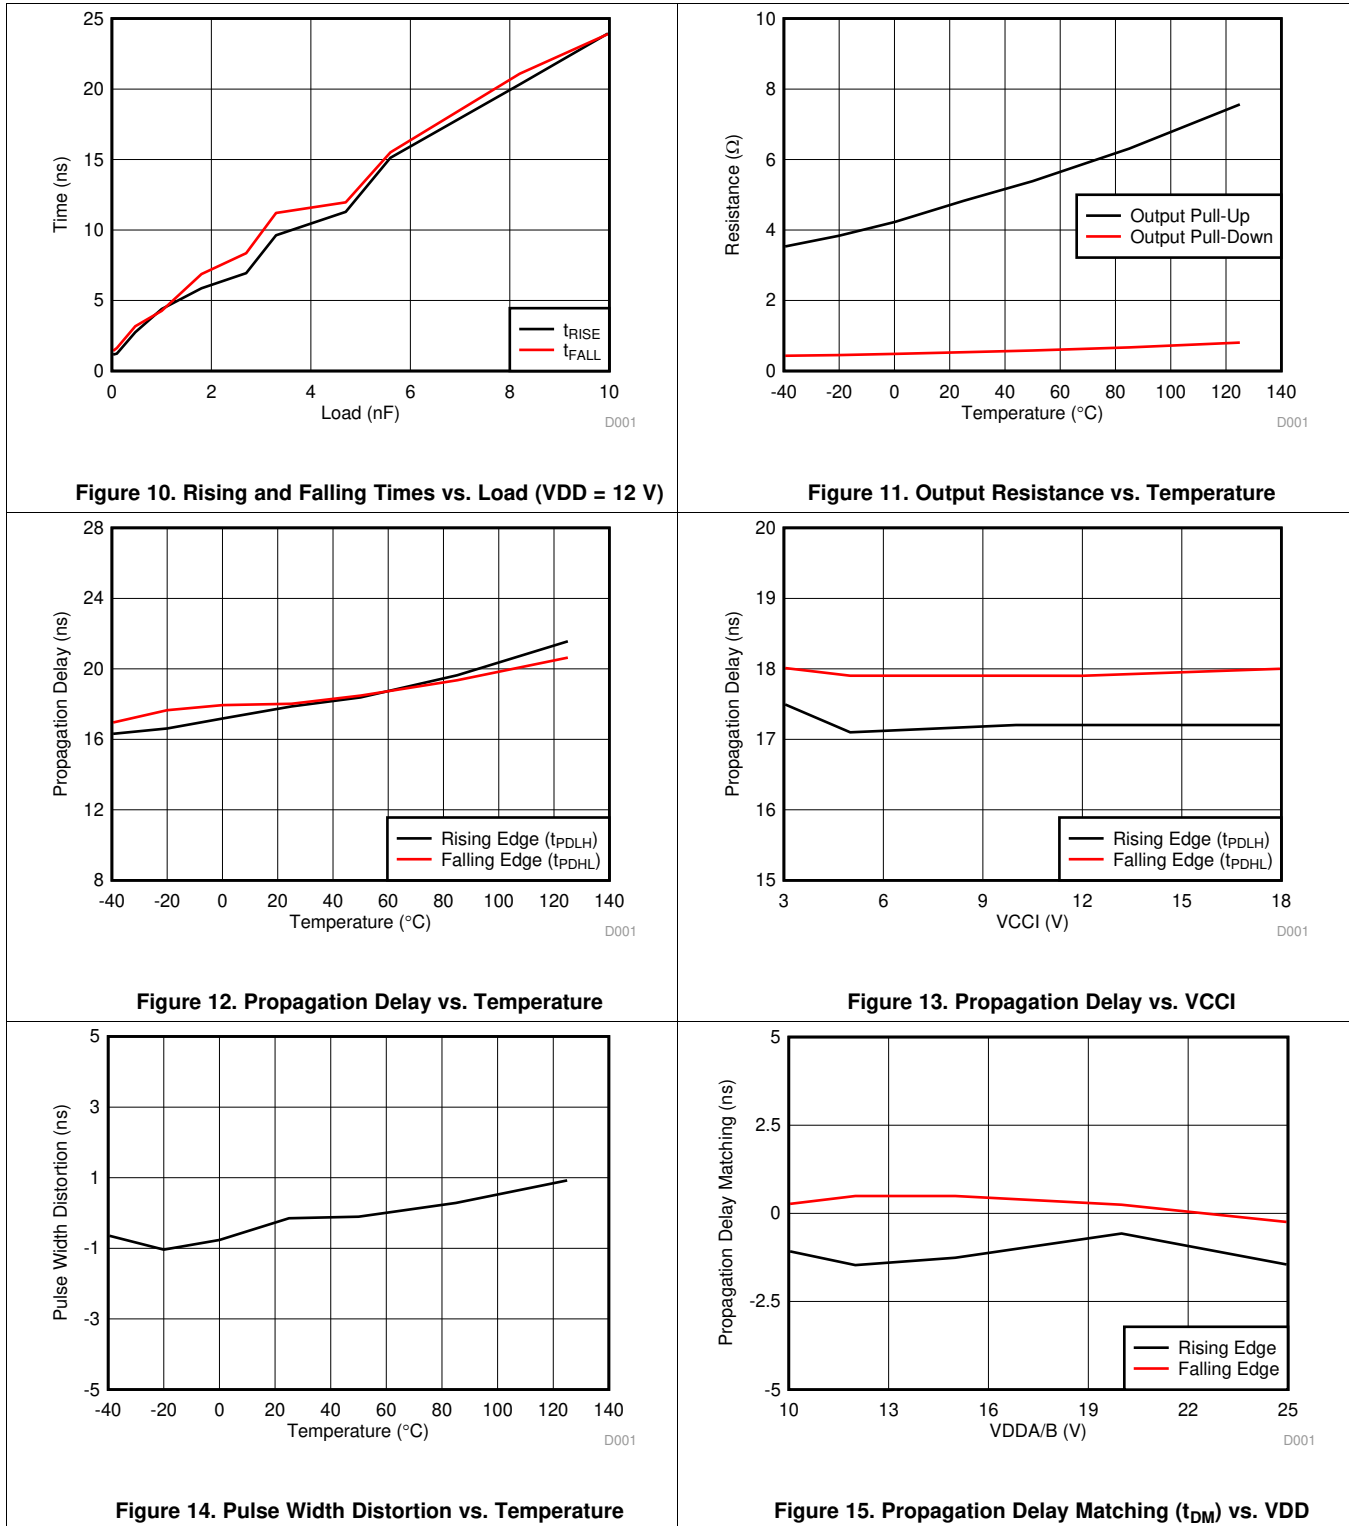 25
20
15
10
5
0
0 2 4 6 8 10
Time (ns)
Load (nF)
t_RISE
t_FALL
D001
Figure 10. Rising and Falling Times vs. Load (VDD = 12 V)
10
8
6
4
2
0
-40 -20 0 20 40 60 80 100 120 140
Resistance (Ω)
Temperature (°C)
Output Pull-Up
Output Pull-Down
D001
Figure 11. Output Resistance vs. Temperature
28
24
20
16
12
8
-40 -20 0 20 40 60 80 100 120 140
Propagation Delay (ns)
Temperature (°C)
Rising Edge (t_PDLH)
Falling Edge (t_PDHL)
D001
Figure 12. Propagation Delay vs. Temperature
20
19
18
17
16
15
3 6 9 12 15 18
Propagation Delay (ns)
VCCI (V)
Rising Edge (t_PDLH)
Falling Edge (t_PDHL)
D001
Figure 13. Propagation Delay vs. VCCI
5
3
1
-1
-3
-5
-40 -20 0 20 40 60 80 100 120 140
Pulse Width Distortion (ns)
Temperature (°C)
D001
Figure 14. Pulse Width Distortion vs. Temperature
5
2.5
0
-2.5
-5
10 13 16 19 22 25
Propagation Delay Matching (ns)
VDDA/B (V)
Rising Edge
Falling Edge
D001
Figure 15. Propagation Delay Matching (t_DM) vs. VDD